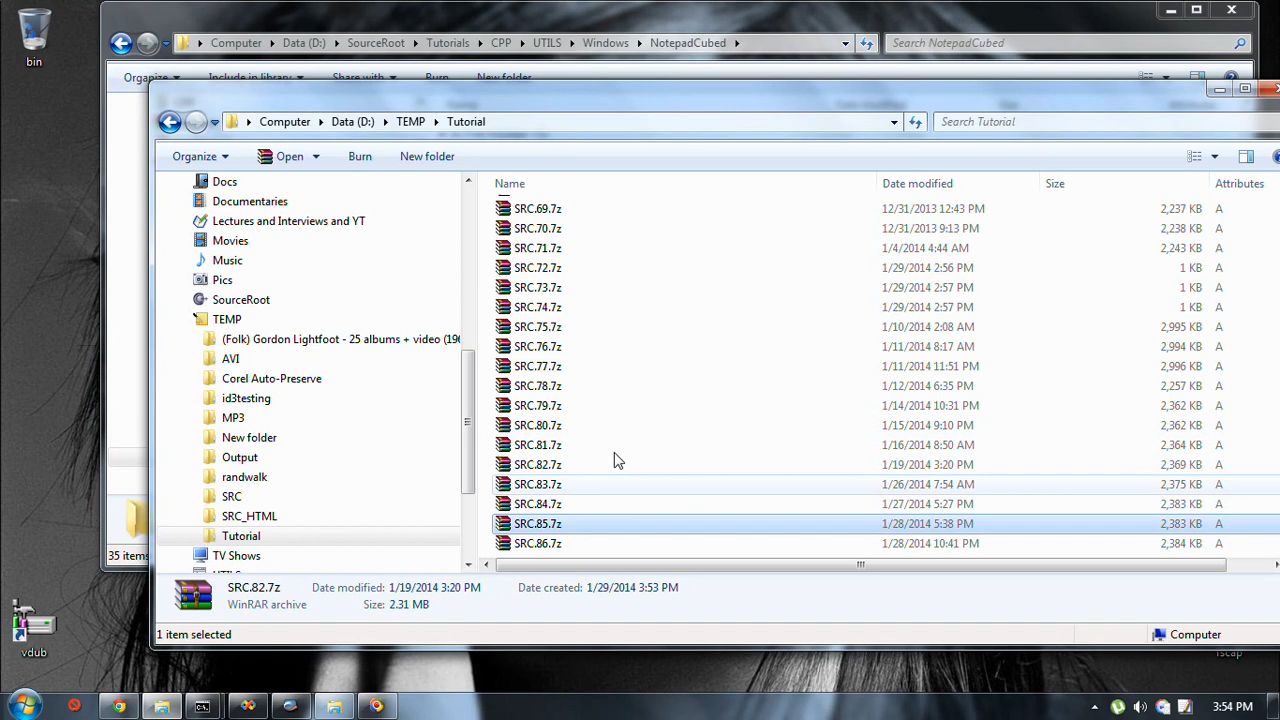 bin
Computer Data (D:) SourceRoot Tutorials CPP UTILS Windows NotepadCubed
Search NotepadCubed
Organize Include in library Share with Burn New folder
Computer Data (D:) TEMP Tutorial
Search Tutorial
Organize Open Burn New folder
Name Date modified Size Attributes
Docs
Documentaries
Lectures and Interviews and YT
Movies
Music
Pics
SourceRoot
TEMP
(Folk) Gordon Lightfoot - 25 albums + video (196
AVI
Corel Auto-Preserve
id3testing
MP3
New folder
Output
randwalk
SRC
SRC_HTML
Tutorial
TV Shows
SRC.69.7z 12/31/2013 12:43 PM 2,237 KB A
SRC.70.7z 12/31/2013 9:13 PM 2,238 KB A
SRC.71.7z 1/4/2014 4:44 AM 2,243 KB A
SRC.72.7z 1/29/2014 2:56 PM 1 KB A
SRC.73.7z 1/29/2014 2:57 PM 1 KB A
SRC.74.7z 1/29/2014 2:57 PM 1 KB A
SRC.75.7z 1/10/2014 2:08 AM 2,995 KB A
SRC.76.7z 1/11/2014 8:17 AM 2,994 KB A
SRC.77.7z 1/11/2014 11:51 PM 2,996 KB A
SRC.78.7z 1/12/2014 6:35 PM 2,257 KB A
SRC.79.7z 1/14/2014 10:31 PM 2,362 KB A
SRC.80.7z 1/15/2014 9:10 PM 2,362 KB A
SRC.81.7z 1/16/2014 8:50 AM 2,364 KB A
SRC.82.7z 1/19/2014 3:20 PM 2,369 KB A
SRC.83.7z 1/26/2014 7:54 AM 2,375 KB A
SRC.84.7z 1/27/2014 5:27 PM 2,383 KB A
SRC.85.7z 1/28/2014 5:38 PM 2,383 KB A
SRC.86.7z 1/28/2014 10:41 PM 2,384 KB A
35 items
SRC.82.7z Date modified: 1/19/2014 3:20 PM Date created: 1/29/2014 3:53 PM
WinRAR archive Size: 2.31 MB
1 item selected
Computer
vdub
3:54 PM